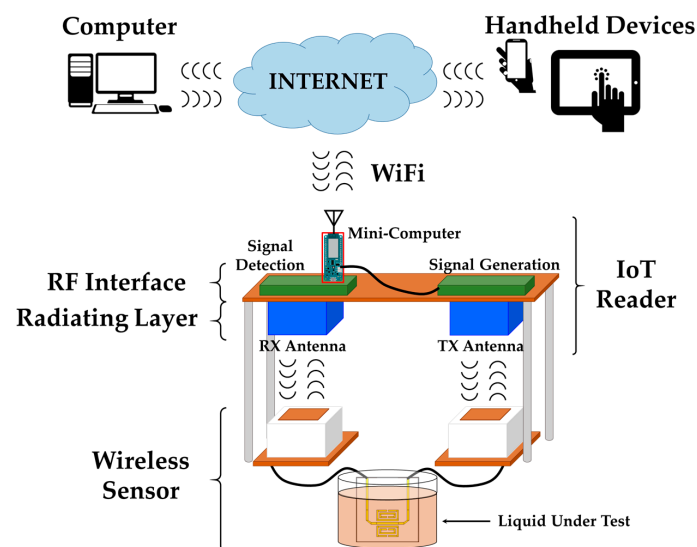 Computer
Handheld Devices
INTERNET
WiFi
Mini-Computer
Signal
Detection
Signal Generation
RF Interface
Radiating Layer
IoT
Reader
RX Antenna
TX Antenna
Wireless
Sensor
Liquid Under Test